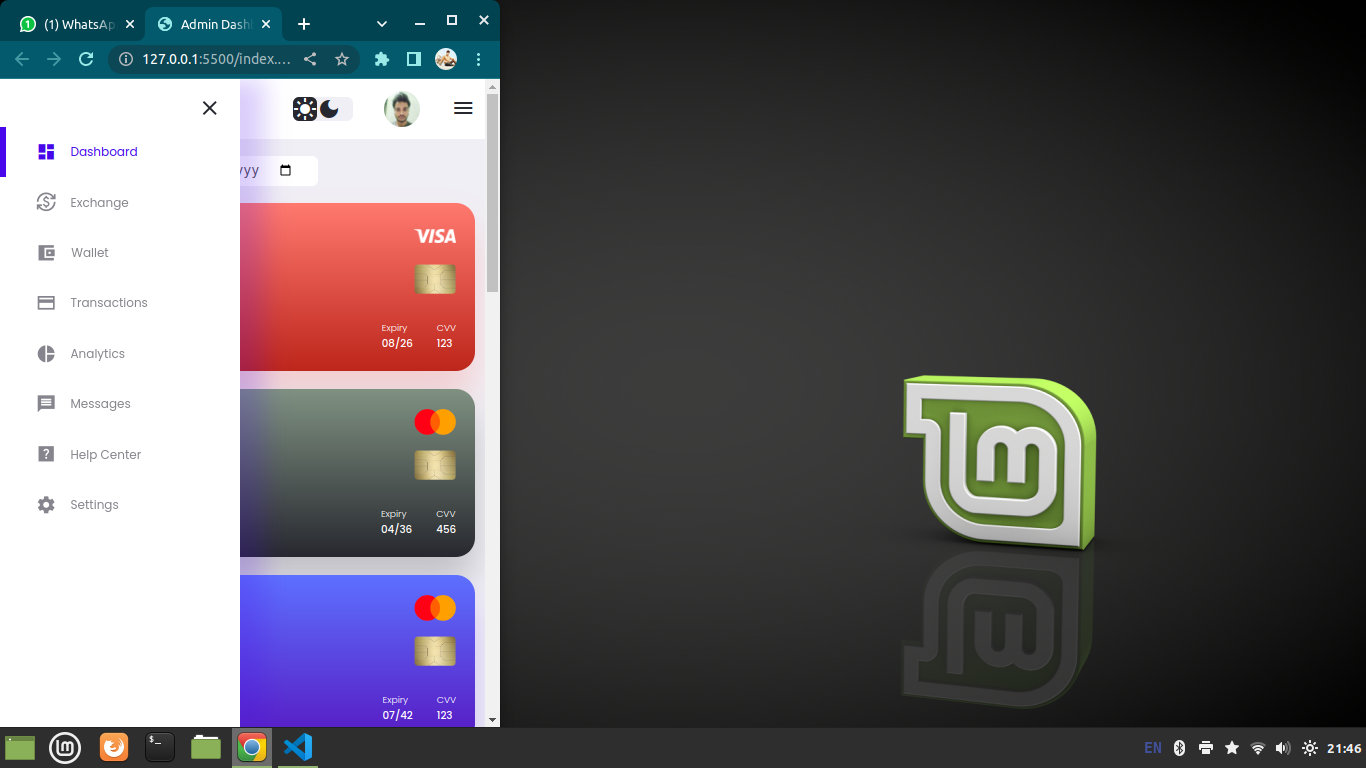 (1) WhatsAp
Admin Dash
127.0.0.1:5500/index....
yyy
Dashboard
Exchange
Wallet
Transactions
Analytics
Messages
Help Center
Settings
VISA
Expiry CVV
08/26 123
Expiry CVV
04/36 456
Expiry CVV
07/42 123
EN
21:46